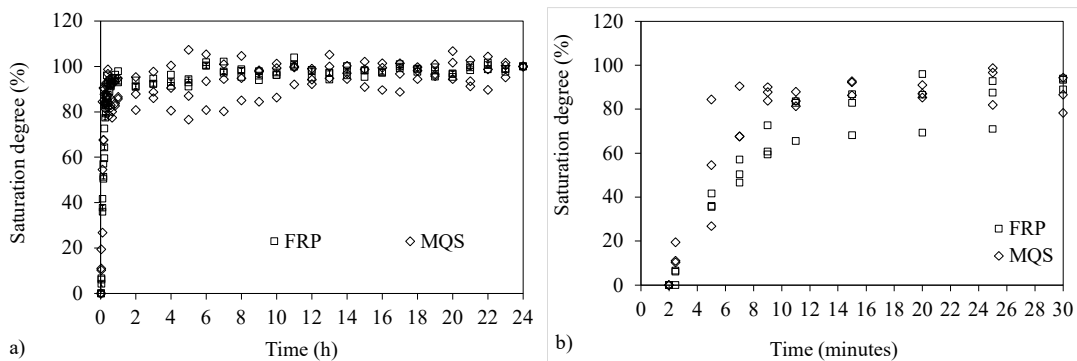 120
100
80
60
40
20
0
Saturation degree (%)
FRP
MQS
0 2 4 6 8 10 12 14 16 18 20 22 24
Time (h)
a)
120
100
80
60
40
20
0
Saturation degree (%)
FRP
MQS
0 2 4 6 8 10 12 14 16 18 20 22 24 26 28 30
Time (minutes)
b)